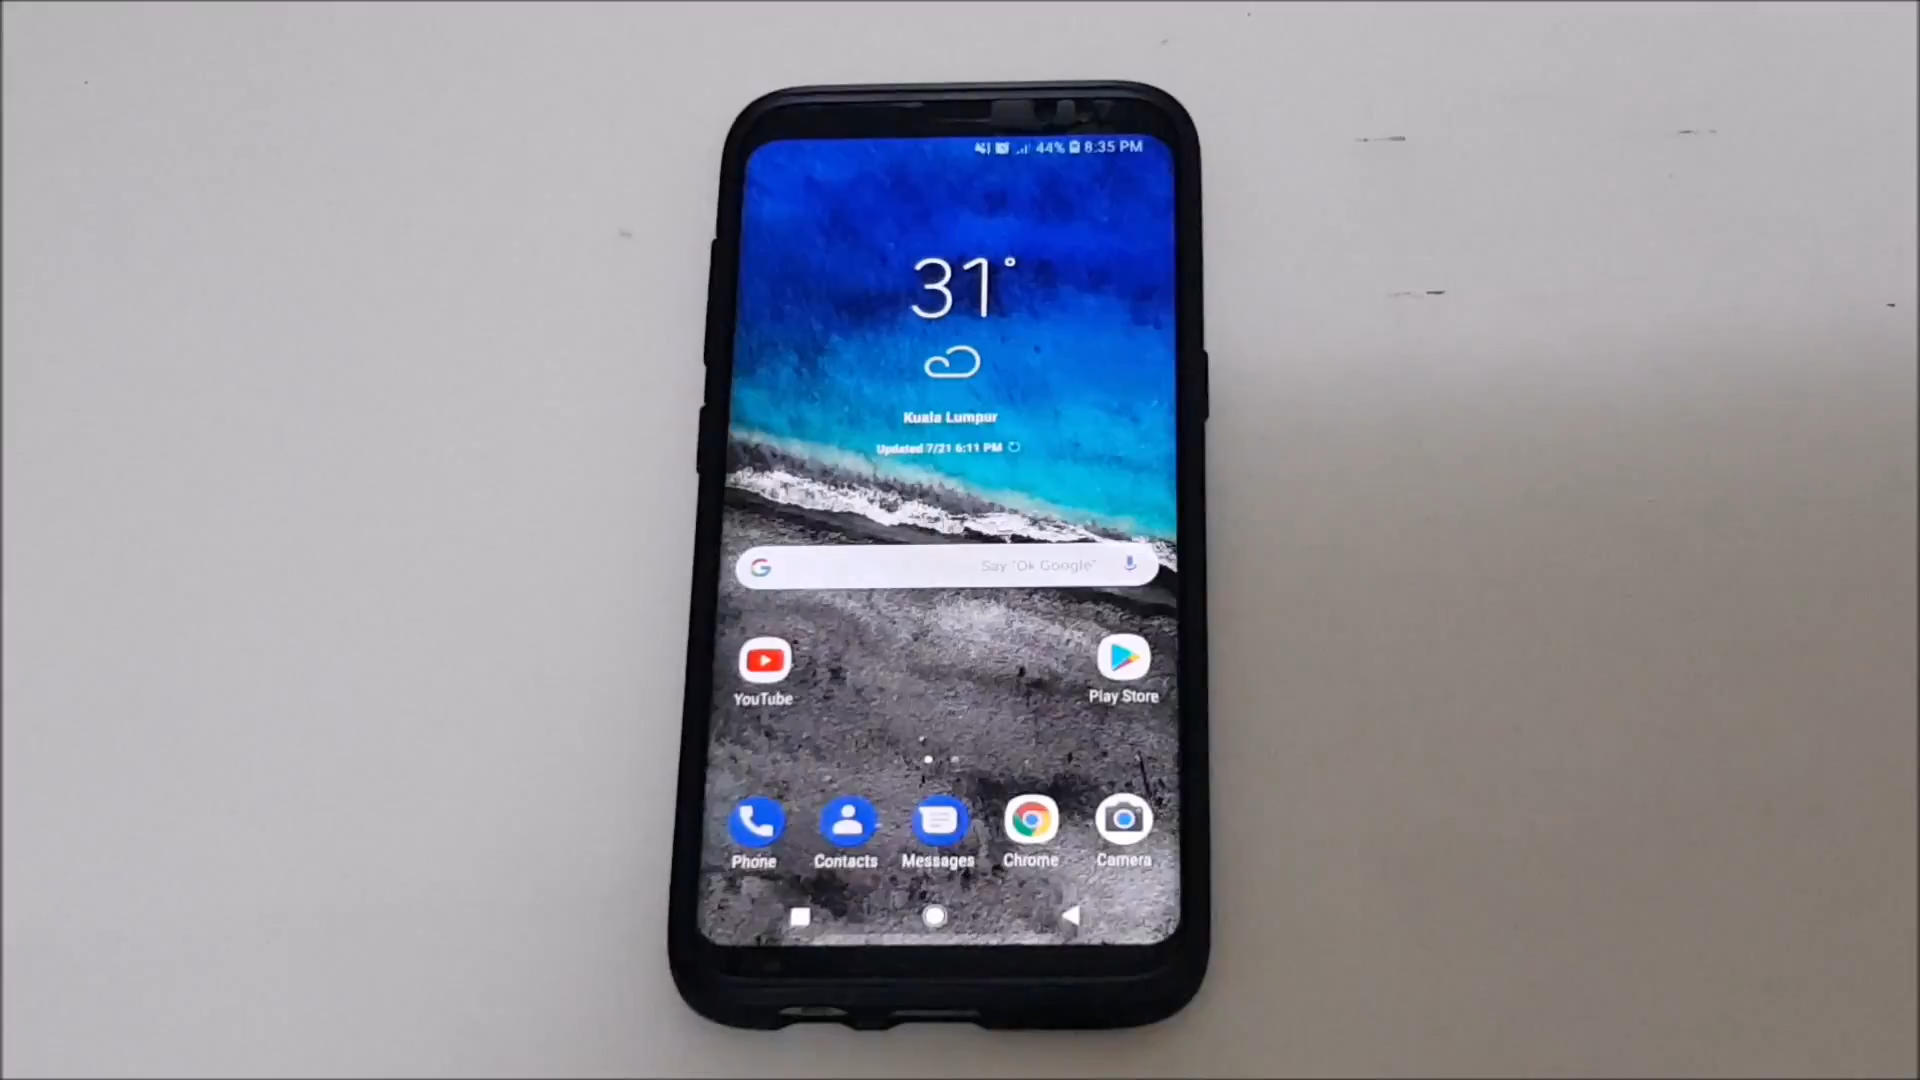 44% 8:35 PM
31°
Kuala Lumpur
Updated 7/21 6:11 PM
G Say "Ok Google"
YouTube
Play Store
Phone
Contacts
Messages
Chrome
Camera